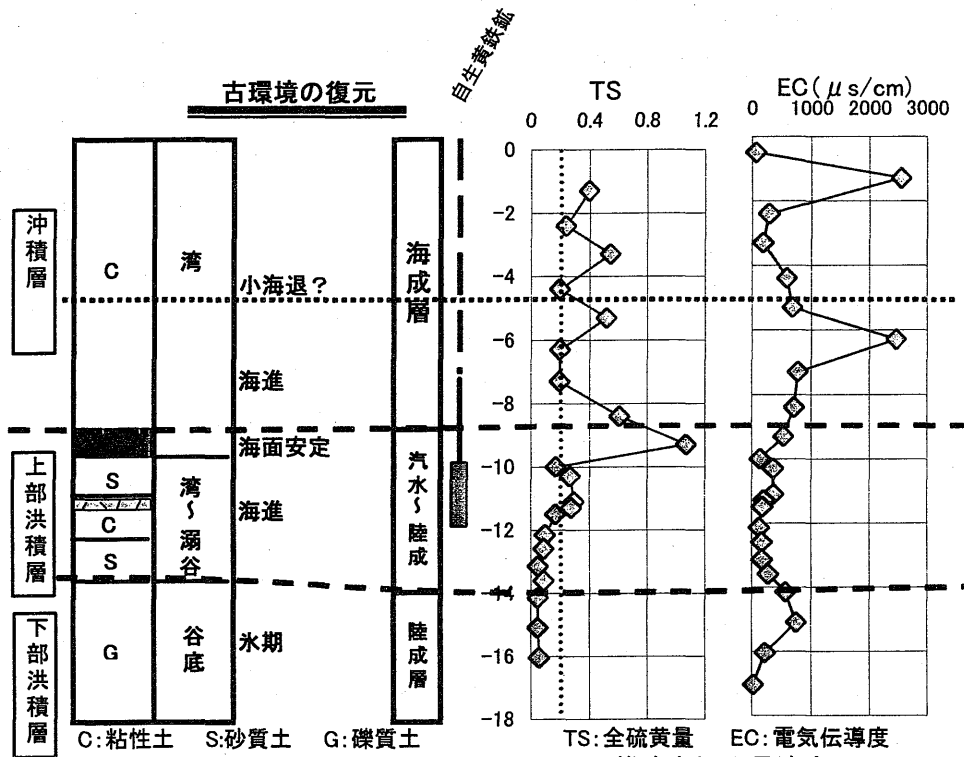 自生黄鉄鉱
古環境の復元
TS
0 0.4 0.8 1.2
EC(μs/cm)
0 1000 2000 3000
0
-2
-4
-6
-8
-10
-12
-14
-16
-18
沖積層
上部洪積層
下部洪積層
C
S
C
S
G
湾
湾～溺谷
谷底
小海退？
海進
海面安定
海進
氷期
海成層
汽水～陸成
陸成層
C:粘性土 S:砂質土 G:礫質土
TS:全硫黄量 EC:電気伝導度